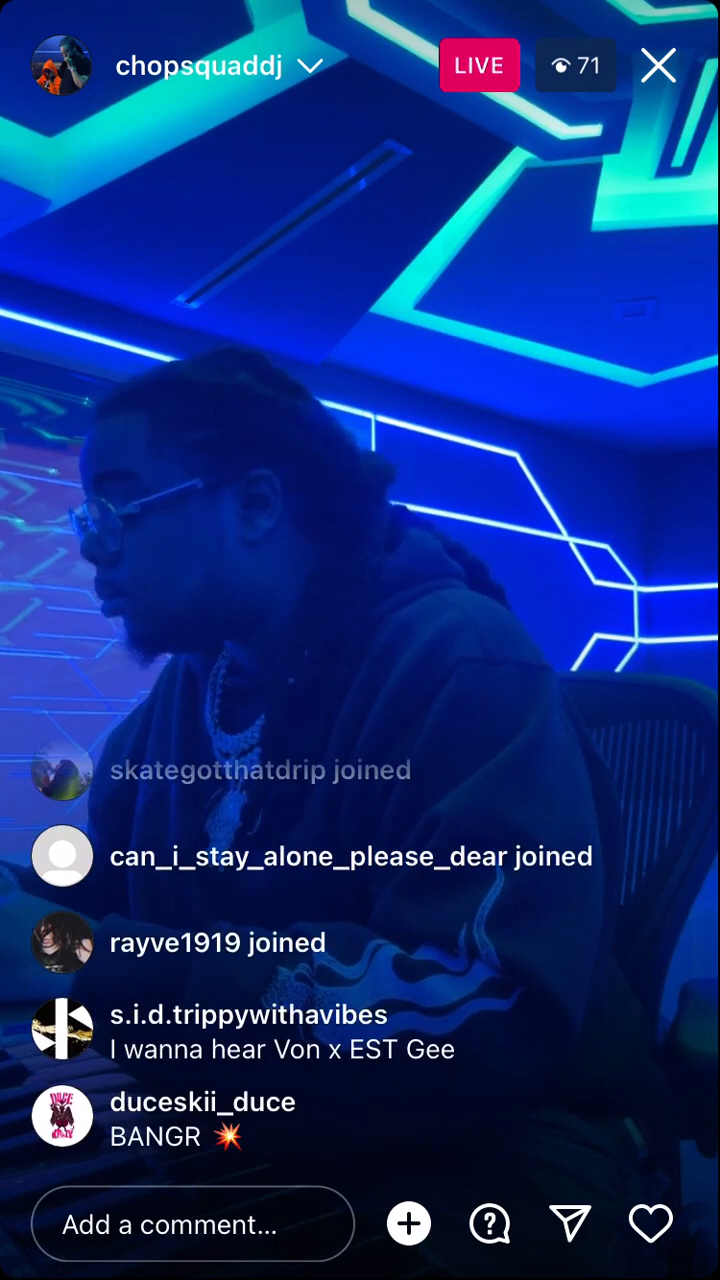 chopsquaddj
LIVE
71
skategotthatdrip joined
can_i_stay_alone_please_dear joined
rayve1919 joined
s.i.d.trippywithavibes
I wanna hear Von x EST Gee
duceskii_duce
BANGR 💥
Add a comment...